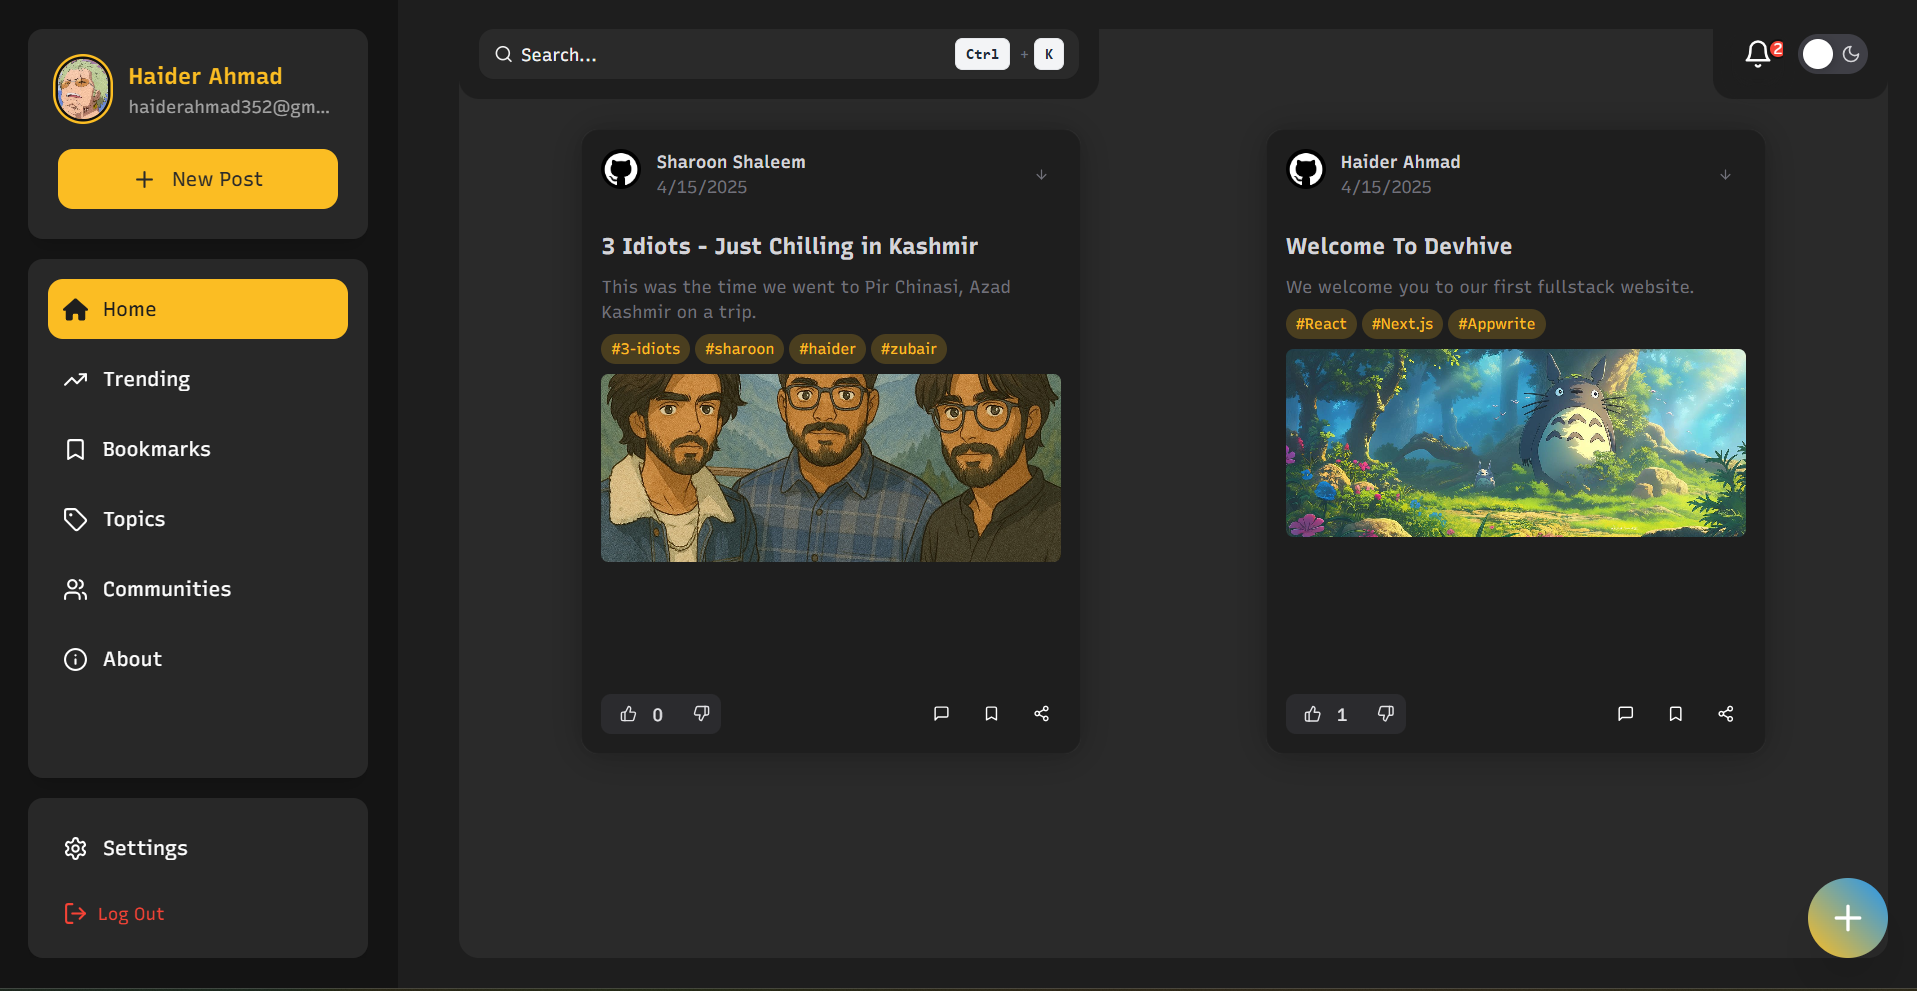 Haider Ahmad
haiderahmad352@gm...
New Post
Home
Trending
Bookmarks
Topics
Communities
About
Settings
Log Out
Search...
Ctrl + K
2
Sharoon Shaleem
4/15/2025
3 Idiots - Just Chilling in Kashmir
This was the time we went to Pir Chinasi, Azad
Kashmir on a trip.
#3-idiots #sharoon #haider #zubair
0
Haider Ahmad
4/15/2025
Welcome To Devhive
We welcome you to our first fullstack website.
#React #Next.js #Appwrite
1